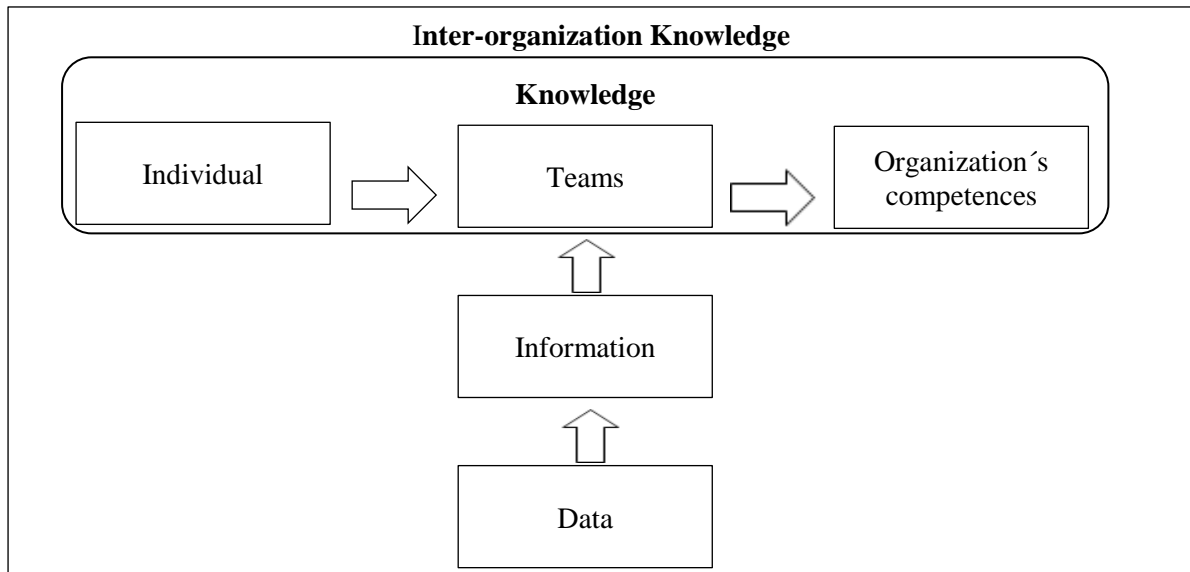 Inter-organization Knowledge
Knowledge
Individual
Teams
Organization´s
competences
Information
Data